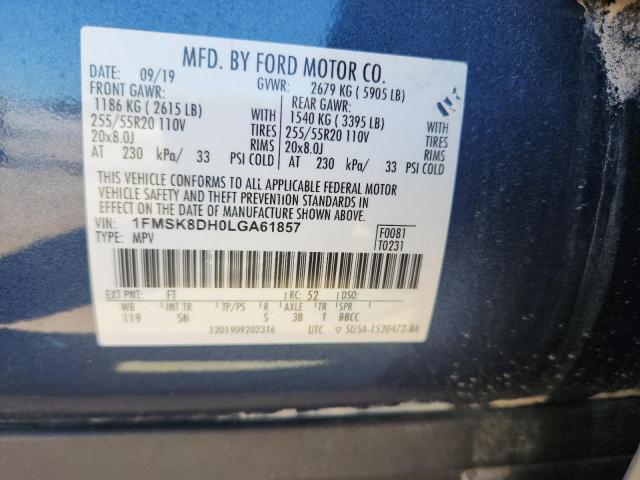 MFD. BY FORD MOTOR CO.
DATE: 09/19 GVWR: 2679 KG ( 5905 LB)
FRONT GAWR: REAR GAWR:
1186 KG ( 2615 LB) WITH 1540 KG ( 3395 LB) WITH
255/55R20 110V TIRES 255/55R20 110V TIRES
20x8.0J RIMS 20x8.0J RIMS
AT 230 kPa/ 33 PSI COLD AT 230 kPa/ 33 PSI COLD
THIS VEHICLE CONFORMS TO ALL APPLICABLE FEDERAL MOTOR
VEHICLE SAFETY AND THEFT PREVENTION STANDARDS IN
EFFECT ON THE DATE OF MANUFACTURE SHOWN ABOVE.
VIN: 1FMSK8DH0LGA61857 F0081
TYPE: MPV T0231
EXT PNT: FT RC: 52 DSO:
WB INT TR TP/PS R AXLE TR SPR
119 SN S 3B T BBCC
1201909202316 UTC ▽ 5U5A-1520472-BA